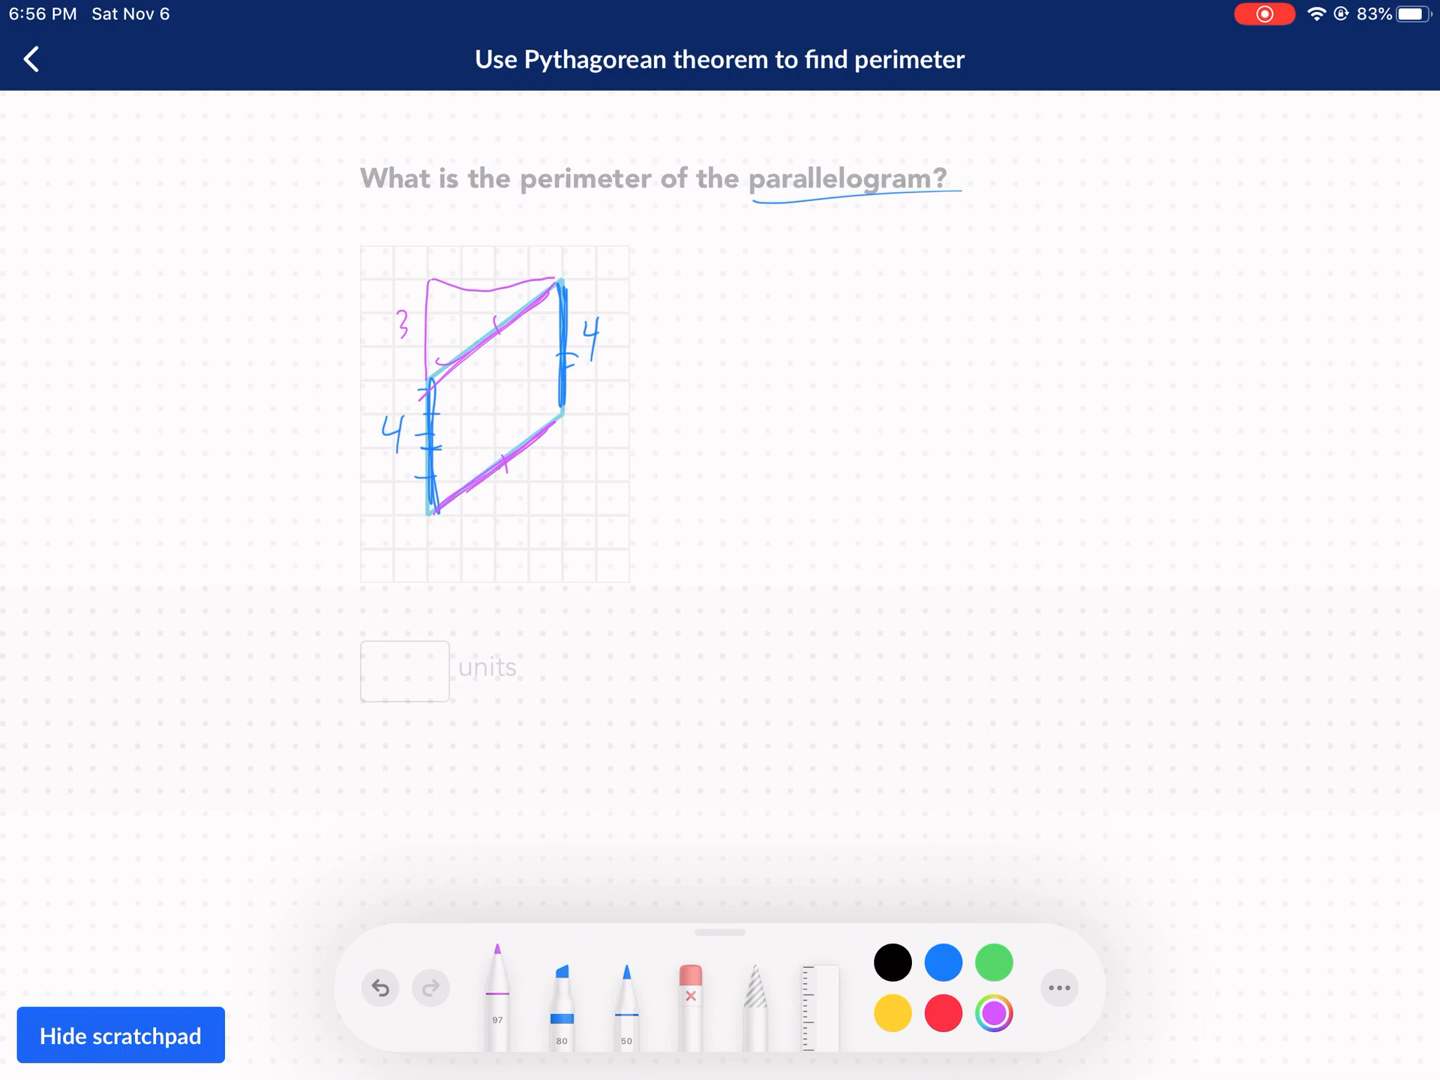 6:56 PM Sat Nov 6
83%
Use Pythagorean theorem to find perimeter
What is the perimeter of the parallelogram?
3
4
4
units
97
80
50
Hide scratchpad